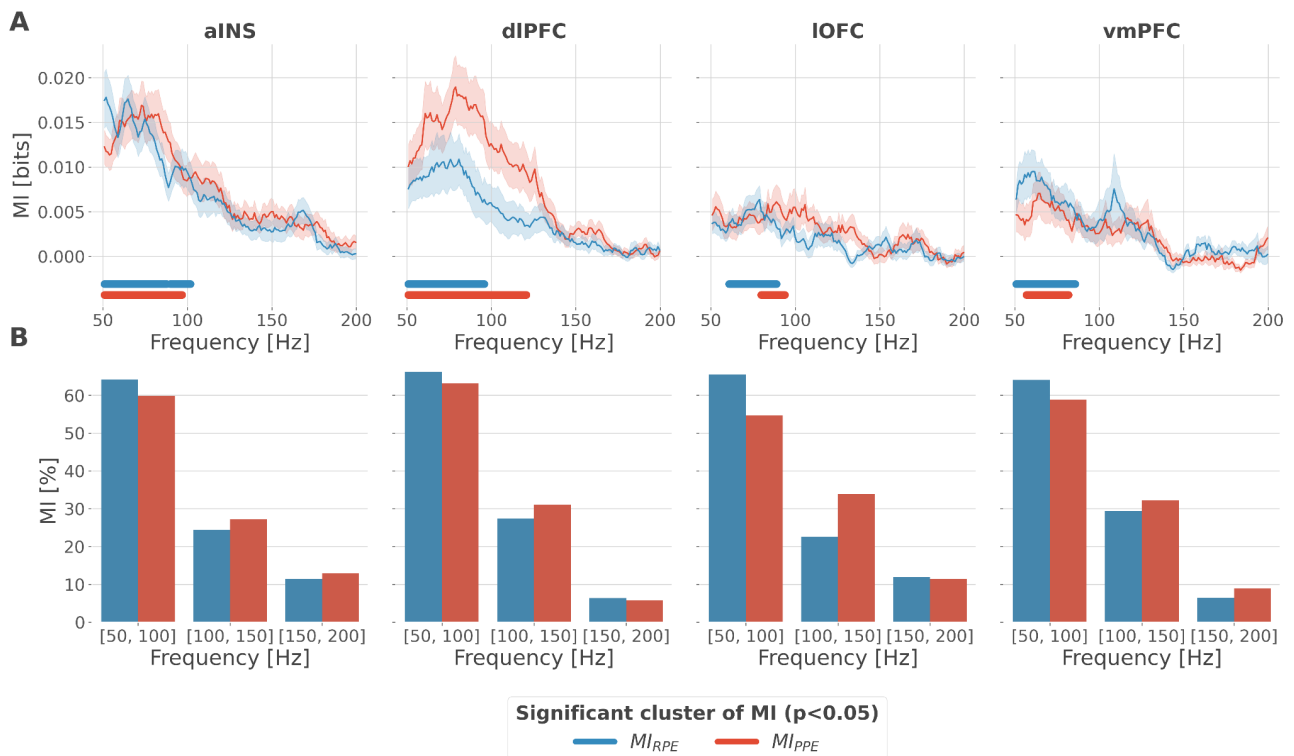 A
aINS
dlPFC
lOFC
vmPFC
MI [bits]
0.020
0.015
0.010
0.005
0.000
50 100 150 200
50 100 150 200
50 100 150 200
50 100 150 200
Frequency [Hz]
Frequency [Hz]
Frequency [Hz]
Frequency [Hz]
B
MI [%]
60
50
40
30
20
10
0
[50, 100] [100, 150] [150, 200]
[50, 100] [100, 150] [150, 200]
[50, 100] [100, 150] [150, 200]
[50, 100] [100, 150] [150, 200]
Frequency [Hz]
Frequency [Hz]
Frequency [Hz]
Frequency [Hz]
Significant cluster of MI (p<0.05)
MI_RPE MI_PPE